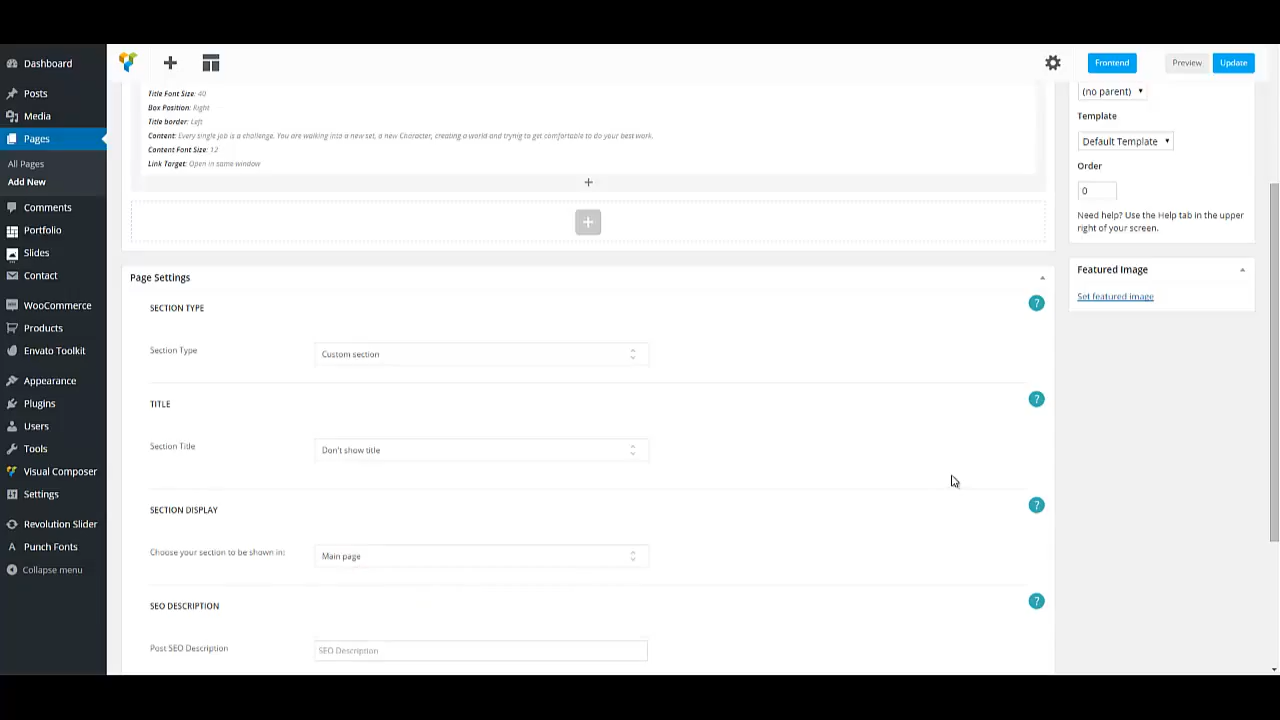 Dashboard
Posts
Media
Pages
All Pages
Add New
Comments
Portfolio
Slides
Contact
WooCommerce
Products
Envato Toolkit
Appearance
Plugins
Users
Tools
Visual Composer
Settings
Revolution Slider
Punch Fonts
Collapse menu
Frontend
Preview
Update
Title Font Size: 40
Box Position: Right
Title border: Left
Content: Every single job is a challenge. You are walking into a new set, a new Character, creating a world and trynig to get comfortable to do your best work.
Content Font Size: 12
Link Target: Open in same window
Page Settings
SECTION TYPE
?
Section Type
Custom section
TITLE
?
Section Title
Don't show title
SECTION DISPLAY
?
Choose your section to be shown in:
Main page
SEO DESCRIPTION
?
Post SEO Description
SEO Description
(no parent)
Template
Default Template
Order
0
Need help? Use the Help tab in the upper
right of your screen.
Featured Image
Set featured image